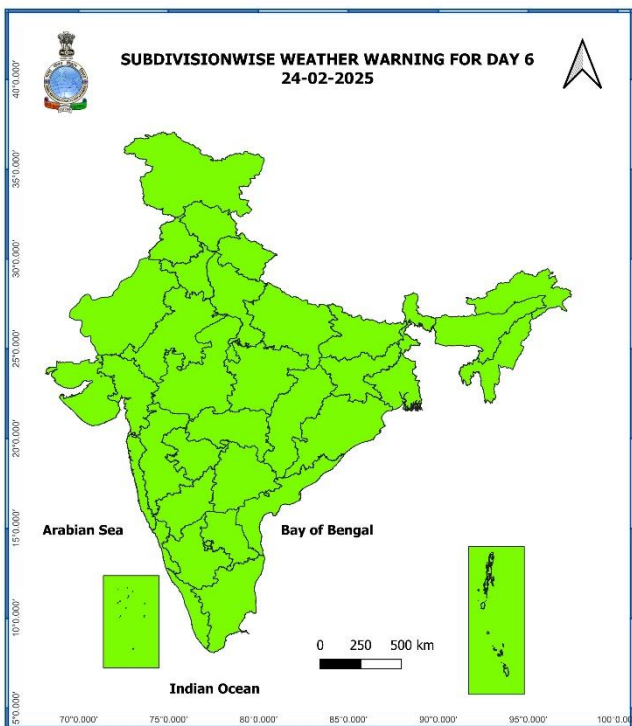 SUBDIVISIONWISE WEATHER WARNING FOR DAY 6
24-02-2025
40°0.000'
35°0.000'
30°0.000'
25°0.000'
20°0.000'
15°0.000'
10°0.000'
5°0.000'
Arabian Sea
Bay of Bengal
0 250 500 km
Indian Ocean
70°0.000' 75°0.000' 80°0.000' 85°0.000' 90°0.000' 95°0.000' 100°0.0